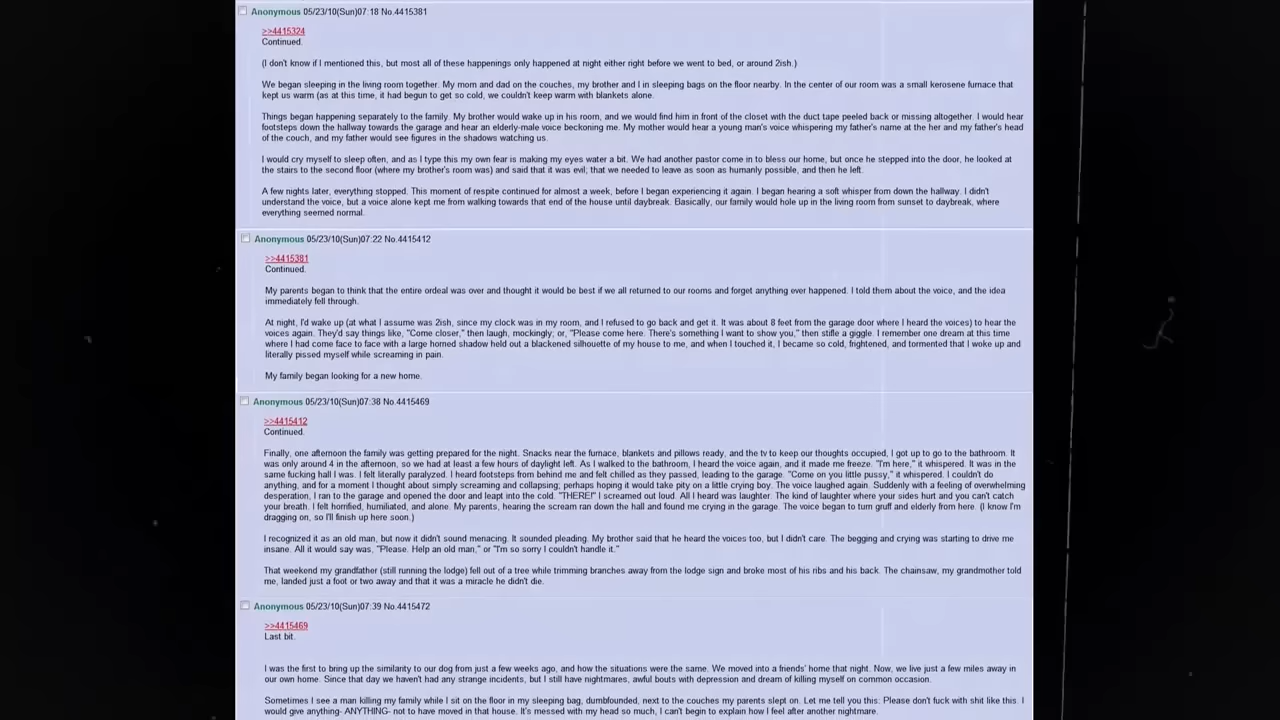 Anonymous 05/23/10(Sun)07:18 No.4415381
>>4415324
Continued.
(I don't know if I mentioned this, but most all of these happenings only happened at night either right before we went to bed, or around 2ish.)
We began sleeping in the living room together. My mom and dad on the couches, my brother and I in sleeping bags on the floor nearby. In the center of our room was a small kerosene furnace that
kept us warm (as at this time, it had begun to get so cold, we couldn't keep warm with blankets alone.
Things began happening separately to the family. My brother would wake up in his room, and we would find him in front of the closet with the duct tape peeled back or missing altogether. I would hear
footsteps down the hallway towards the garage and hear an elderly-male voice beckoning me. My mother would hear a young man's voice whispering my father's name at the her and my father's head
of the couch, and my father would see figures in the shadows watching us.
I would cry myself to sleep often, and as I type this my own fear is making my eyes water a bit. We had another pastor come in to bless our home, but once he stepped into the door, he looked at
the stairs to the second floor (where my brother's room was) and said that it was evil; that we needed to leave as soon as humanly possible, and then he left.
A few nights later, everything stopped. This moment of respite continued for almost a week, before I began experiencing it again. I began hearing a soft whisper from down the hallway. I didn't
understand the voice, but a voice alone kept me from walking towards that end of the house until daybreak. Basically, our family would hole up in the living room from sunset to daybreak, where
everything seemed normal.
Anonymous 05/23/10(Sun)07:22 No.4415412
>>4415381
Continued.
My parents began to think that the entire ordeal was over and thought it would be best if we all returned to our rooms and forget anything ever happened. I told them about the voice, and the idea
immediately fell through.
At night, I'd wake up (at what I assume was 2ish, since my clock was in my room, and I refused to go back and get it. It was about 8 feet from the garage door where I heard the voices) to hear the
voices again. They'd say things like, "Come closer," then laugh, mockingly; or, "Please come here. There's something I want to show you," then stifle a giggle. I remember one dream at this time
where I had come face to face with a large horned shadow held out a blackened silhouette of my house to me, and when I touched it, I became so cold, frightened, and tormented that I woke up and
literally pissed myself while screaming in pain.
My family began looking for a new home.
Anonymous 05/23/10(Sun)07:38 No.4415469
>>4415412
Continued.
Finally, one afternoon the family was getting prepared for the night. Snacks near the furnace, blankets and pillows ready, and the tv to keep our thoughts occupied, I got up to go to the bathroom. It
was only around 4 in the afternoon, so we had at least a few hours of daylight left. As I walked to the bathroom, I heard the voice again, and it made me freeze. "I'm here," it whispered. It was in the
same fucking hall I was. I felt literally paralyzed. I heard footsteps from behind me and felt chilled as they passed, leading to the garage. "Come on you little pussy," it whispered. I couldn't do
anything, and for a moment I thought about simply screaming and collapsing; perhaps hoping it would take pity on a little crying boy. The voice laughed again. Suddenly with a feeling of overwhelming
desperation, I ran to the garage and opened the door and leapt into the cold. "THERE!" I screamed out loud. All I heard was laughter. The kind of laughter where your sides hurt and you can't catch
your breath. I felt horrified, humiliated, and alone. My parents, hearing the scream ran down the hall and found me crying in the garage. The voice began to turn gruff and elderly from here. (I know I'm
dragging on, so I'll finish up here soon.)
I recognized it as an old man, but now it didn't sound menacing. It sounded pleading. My brother said that he heard the voices too, but I didn't care. The begging and crying was starting to drive me
insane. All it would say was, "Please. Help an old man," or "I'm so sorry I couldn't handle it."
That weekend my grandfather (still running the lodge) fell out of a tree while trimming branches away from the lodge sign and broke most of his ribs and his back. The chainsaw, my grandmother told
me, landed just a foot or two away and that it was a miracle he didn't die.
Anonymous 05/23/10(Sun)07:39 No.4415472
>>4415469
Last bit.
I was the first to bring up the similarity to our dog from just a few weeks ago, and how the situations were the same. We moved into a friends' home that night. Now, we live just a few miles away in
our own home. Since that day we haven't had any strange incidents, but I still have nightmares, awful bouts with depression and dream of killing myself on common occasion.
Sometimes I see a man killing my family while I sit on the floor in my sleeping bag, dumbfounded, next to the couches my parents slept on. Let me tell you this: Please don't fuck with shit like this. I
would give anything- ANYTHING- not to have moved in that house. It's messed with my head so much, I can't begin to explain how I feel after another nightmare.